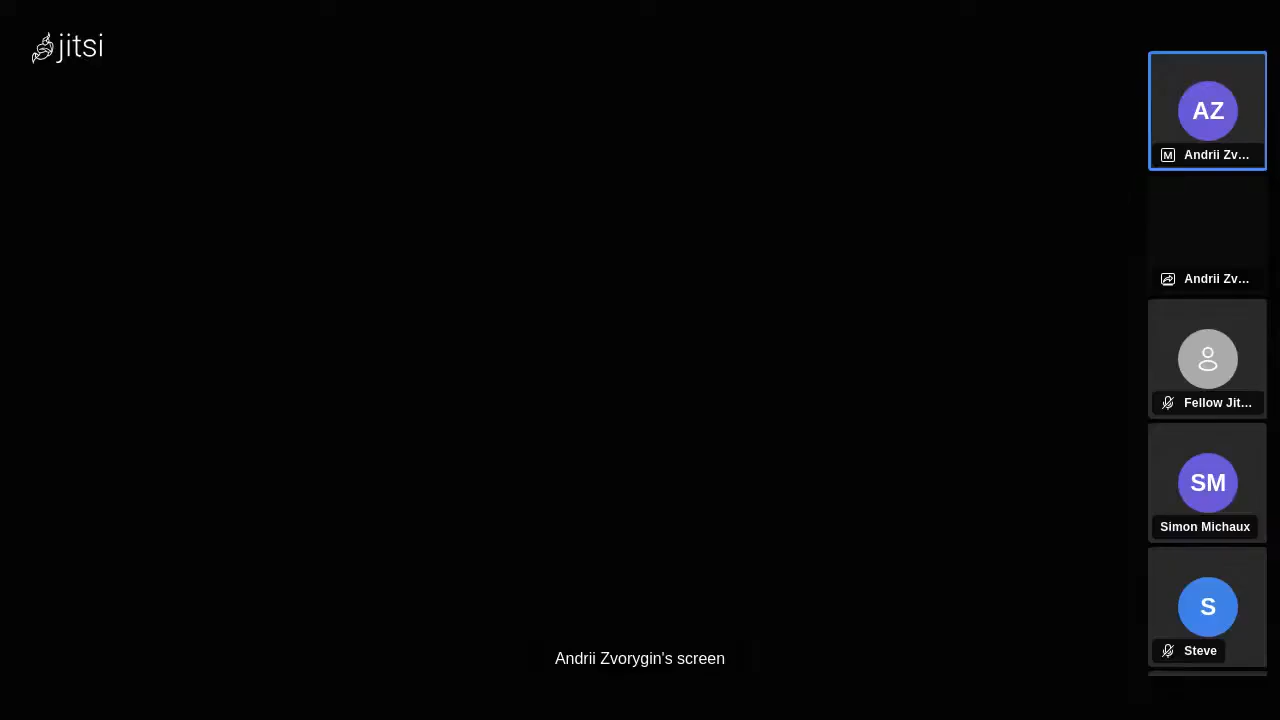 jitsi
AZ
M
Andrii Zv...
Andrii Zv...
Fellow Jit...
SM
Simon Michaux
S
Steve
Andrii Zvorygin's screen